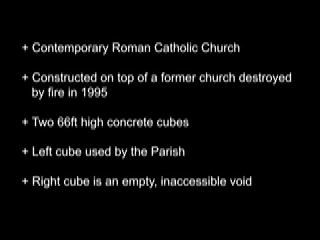 + Contemporary Roman Catholic Church
+ Constructed on top of a former church destroyed
by fire in 1995
+ Two 66ft high concrete cubes
+ Left cube used by the Parish
+ Right cube is an empty, inaccessible void